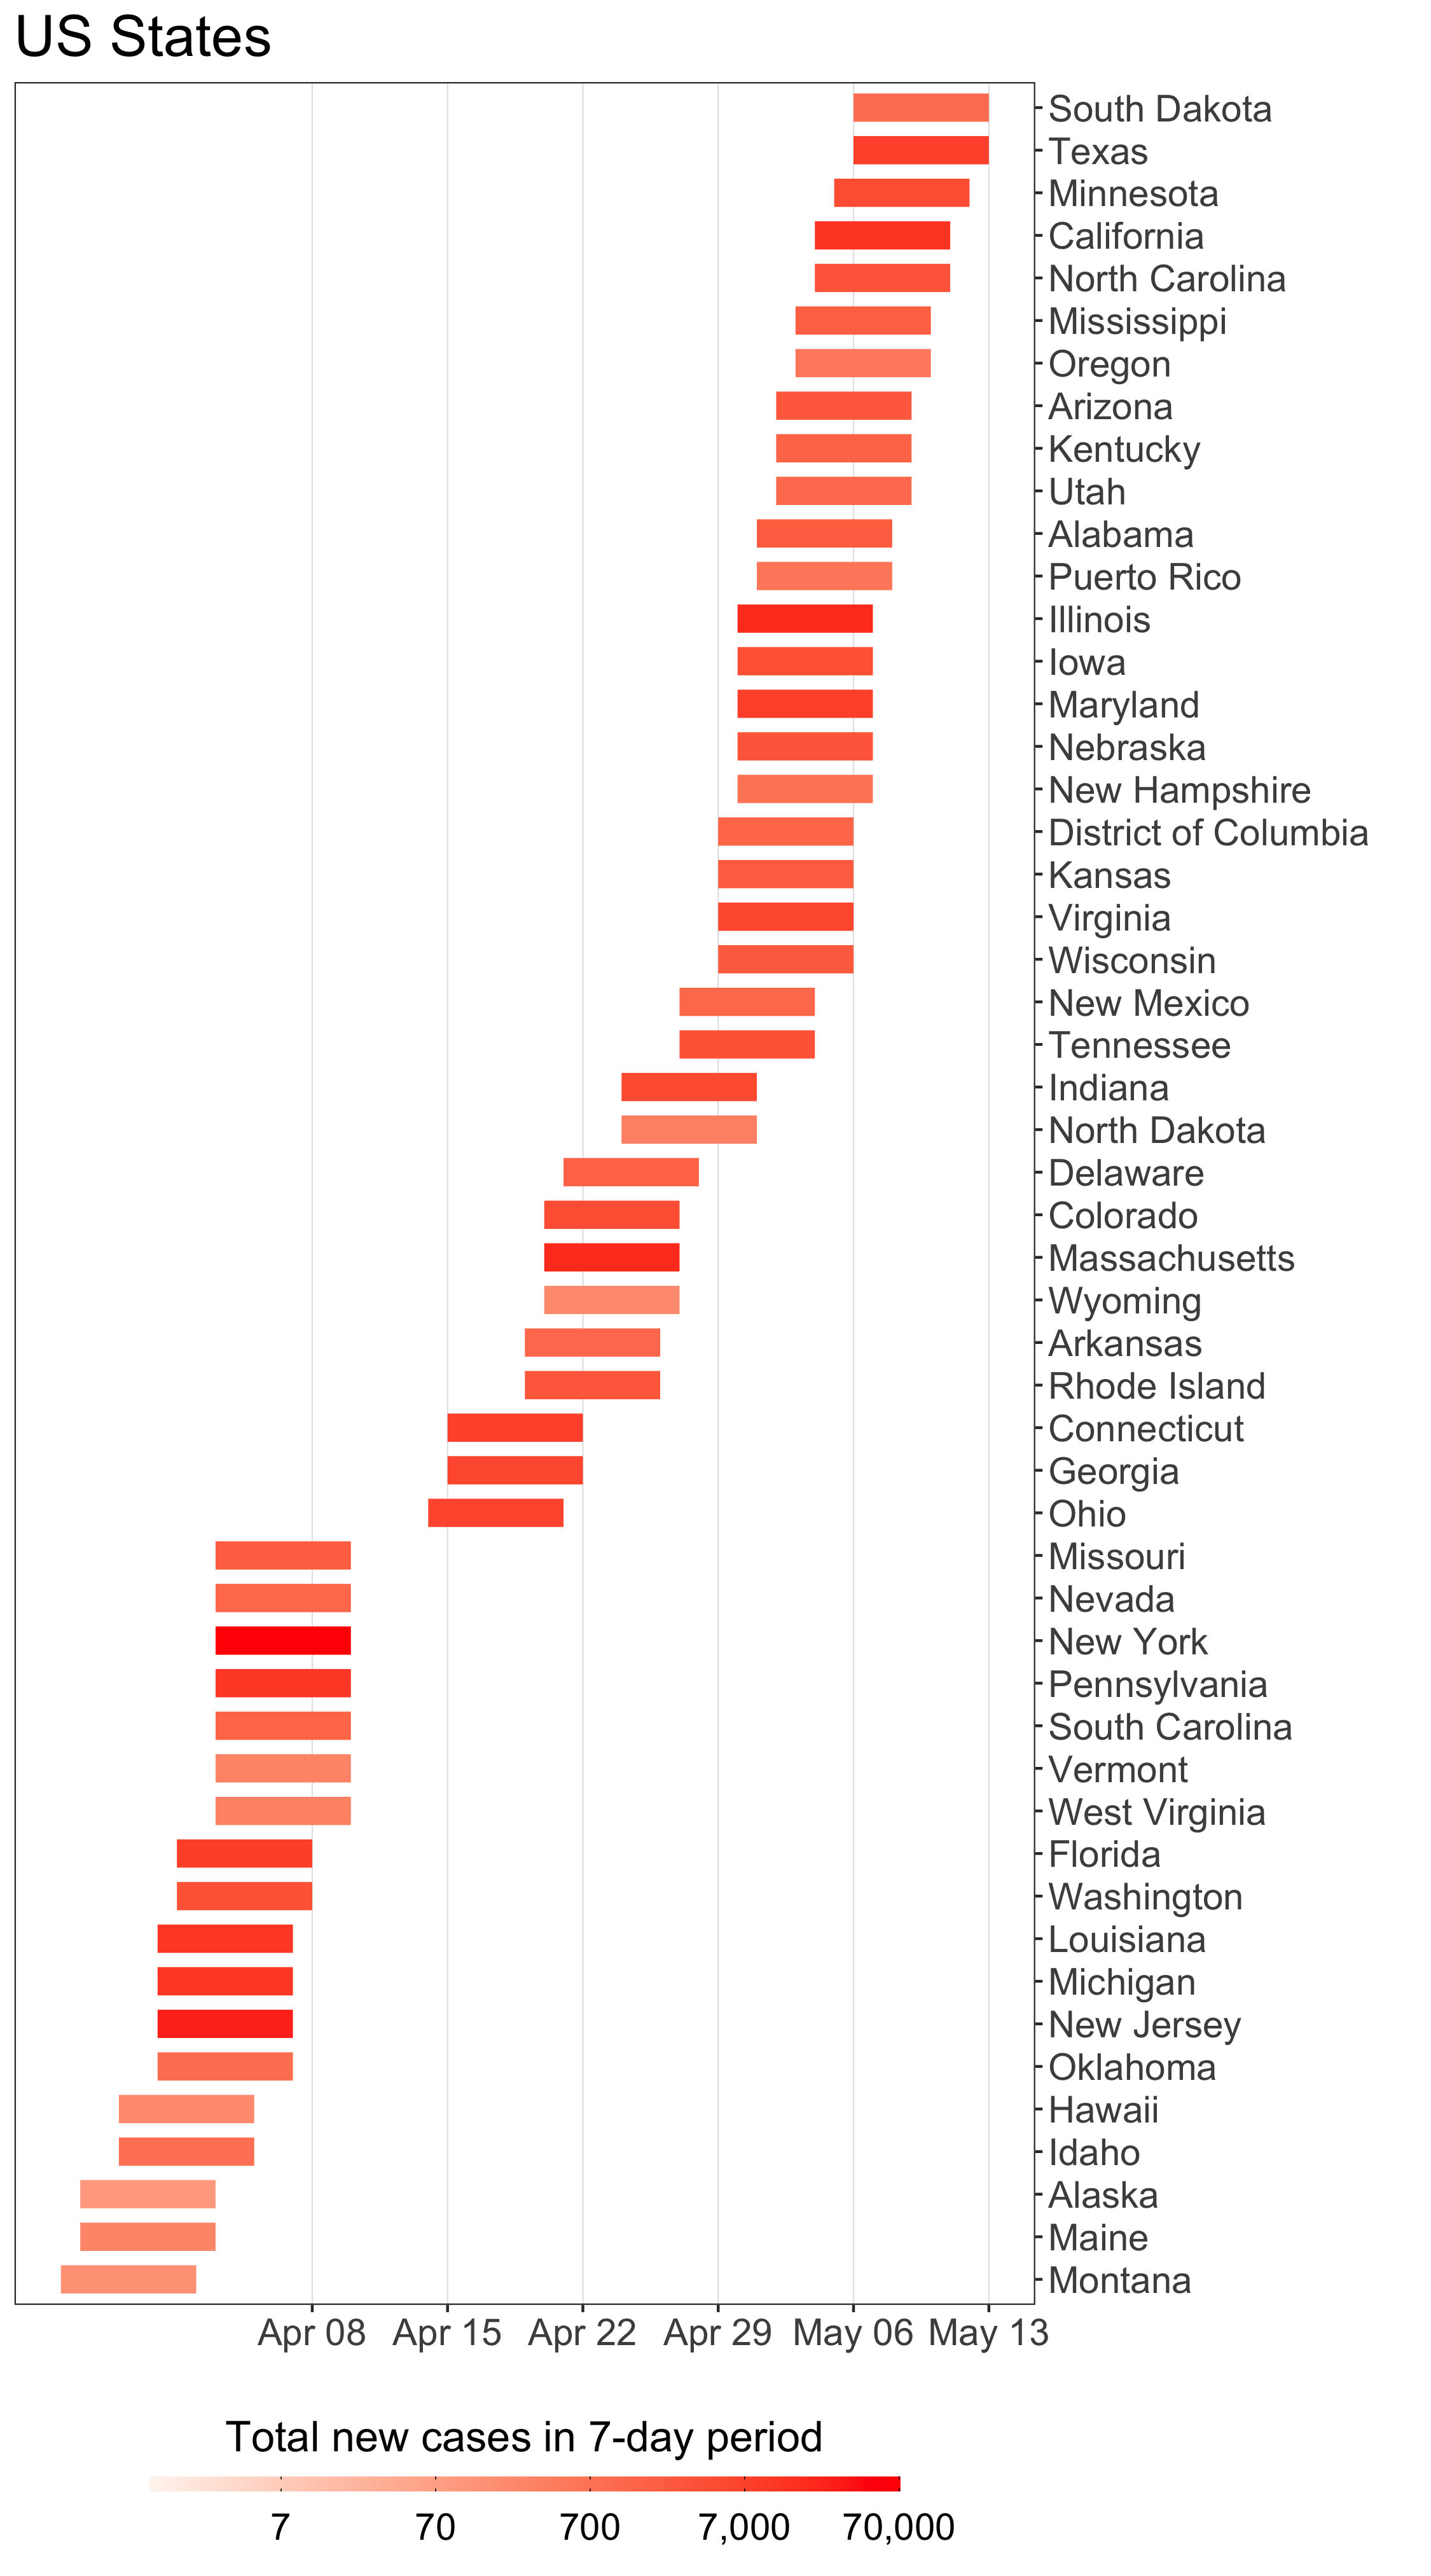 US States
South Dakota
Texas
Minnesota
California
North Carolina
Mississippi
Oregon
Arizona
Kentucky
Utah
Alabama
Puerto Rico
Illinois
Iowa
Maryland
Nebraska
New Hampshire
District of Columbia
Kansas
Virginia
Wisconsin
New Mexico
Tennessee
Indiana
North Dakota
Delaware
Colorado
Massachusetts
Wyoming
Arkansas
Rhode Island
Connecticut
Georgia
Ohio
Missouri
Nevada
New York
Pennsylvania
South Carolina
Vermont
West Virginia
Florida
Washington
Louisiana
Michigan
New Jersey
Oklahoma
Hawaii
Idaho
Alaska
Maine
Montana
Apr 08 Apr 15 Apr 22 Apr 29 May 06 May 13
Total new cases in 7-day period
7 70 700 7,000 70,000